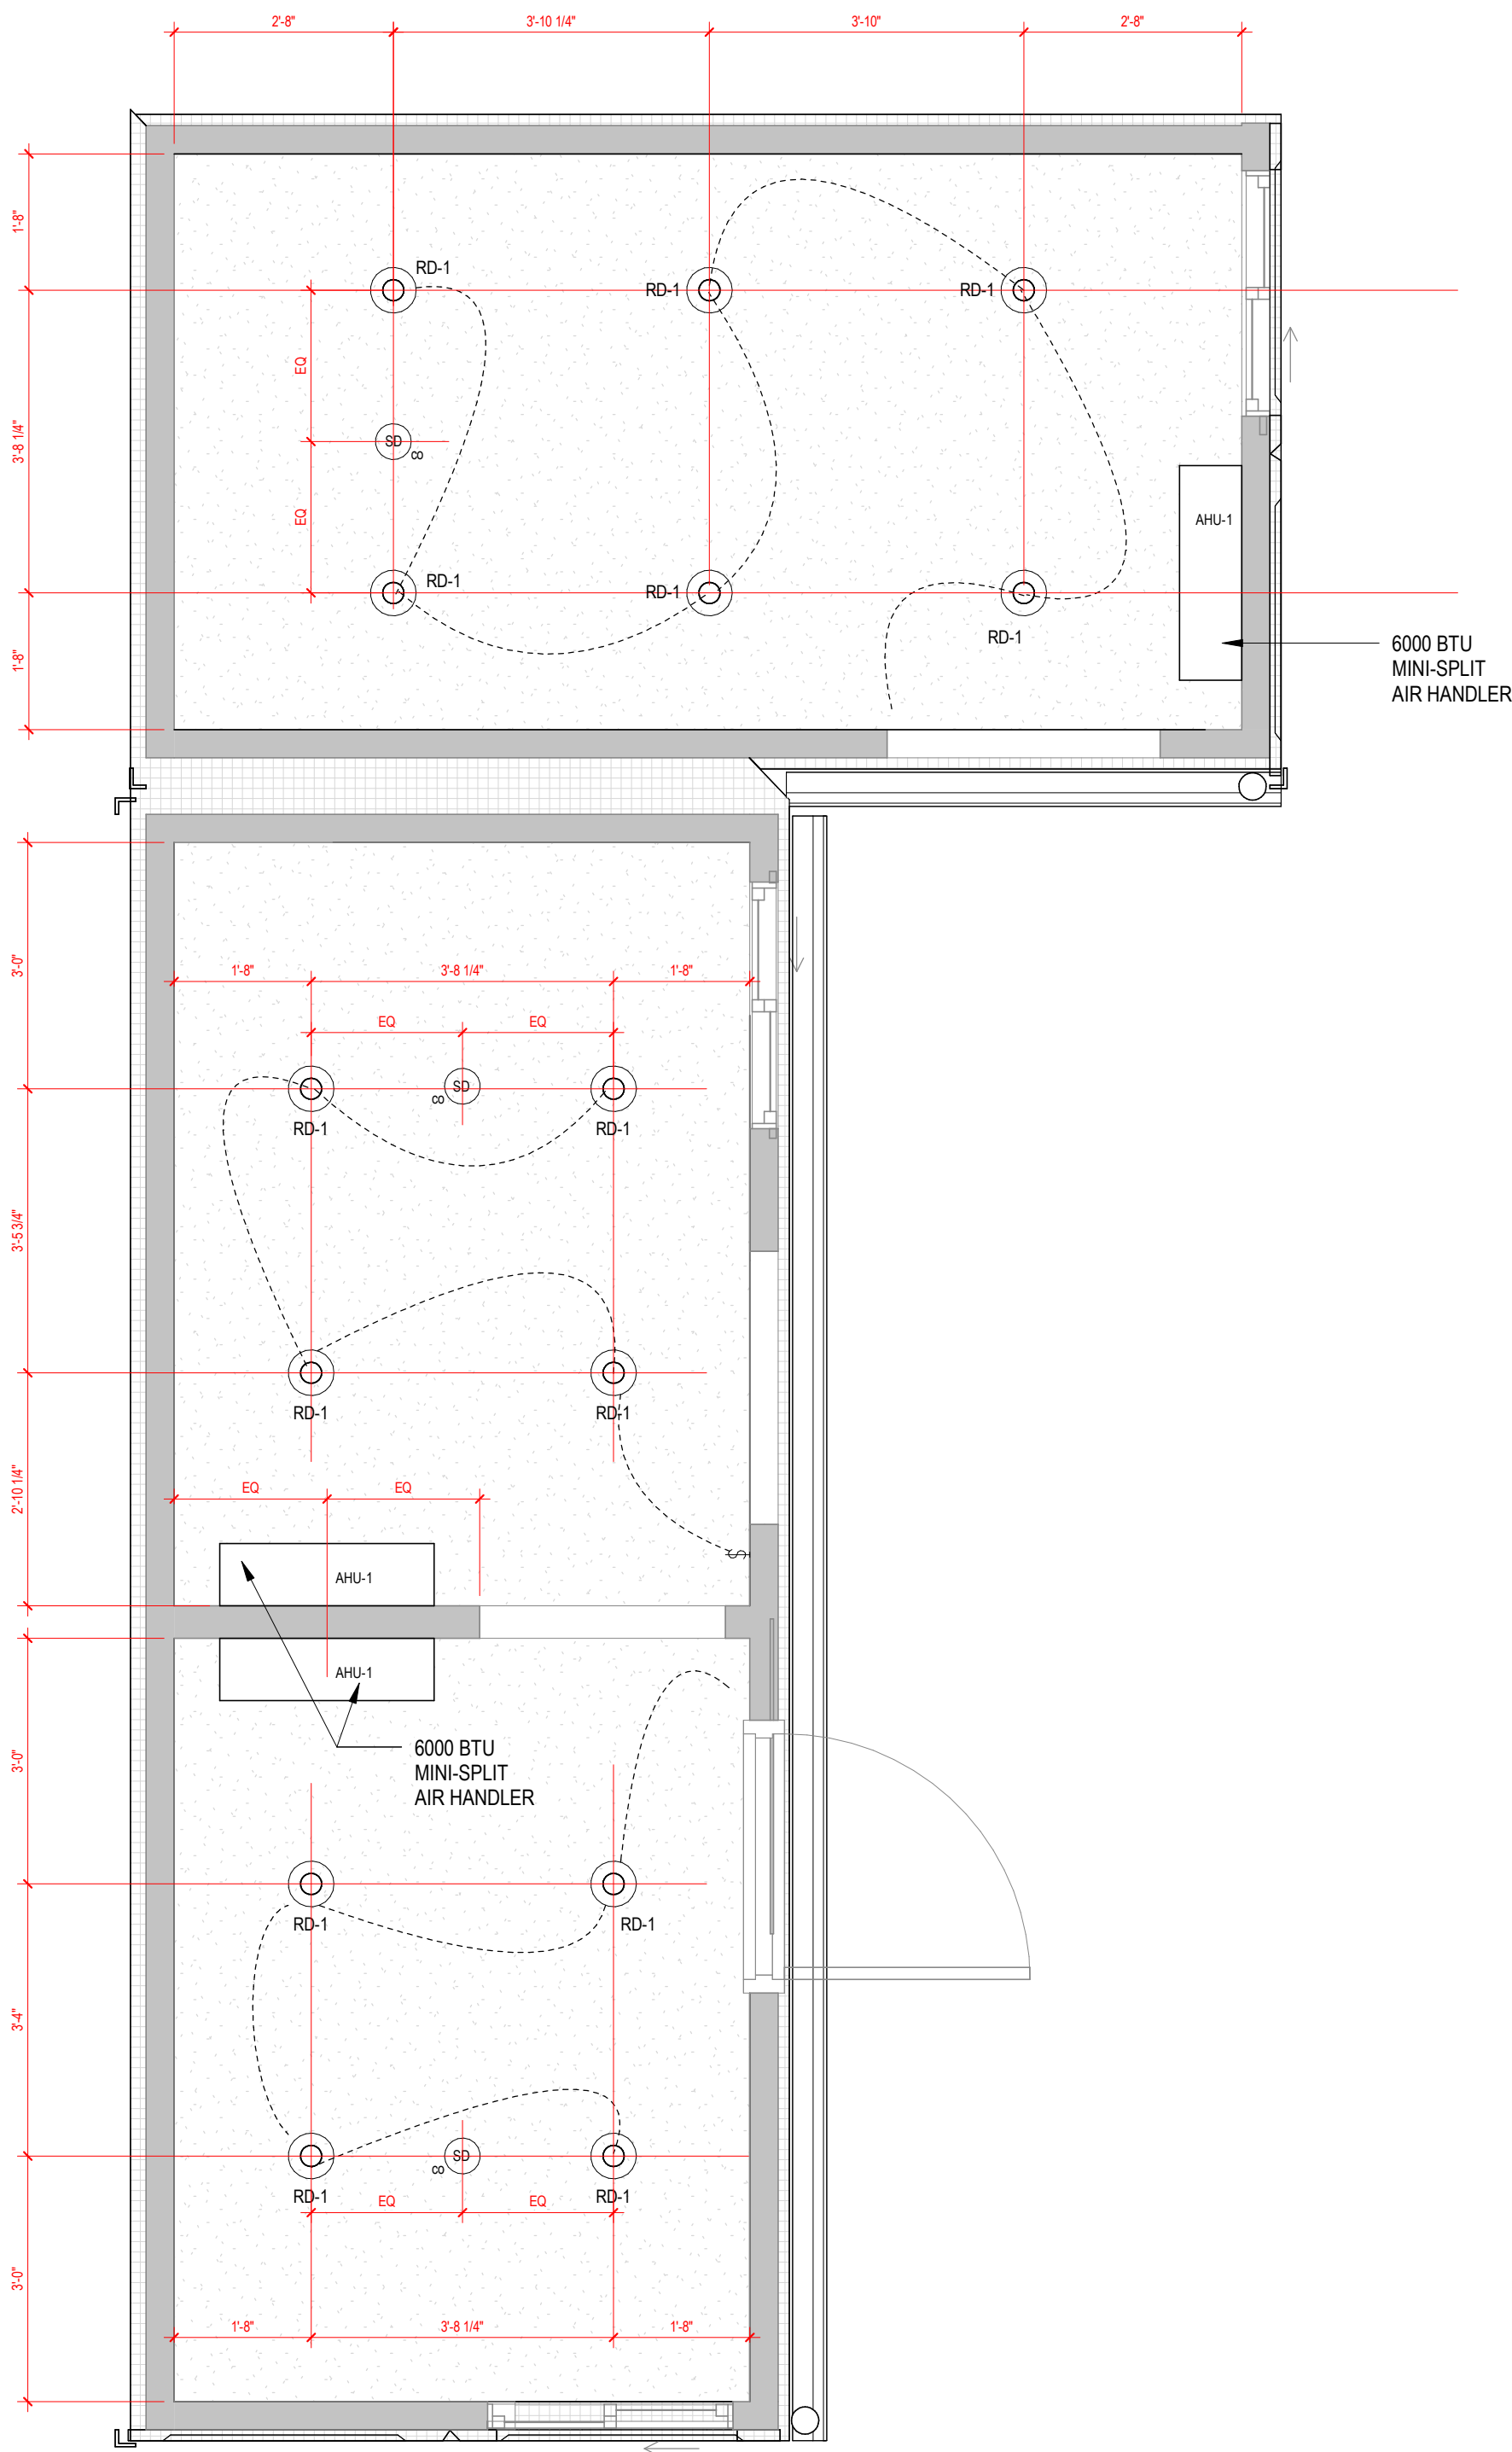 2'-8" 3'-10 1/4" 3'-10" 2'-8"
1'-8"
RD-1
RD-1 RD-1
EQ
3'-8 1/4"
SD
8
EQ
AHU-1
RD-1
RD-1
RD-1
1'-8"
6000 BTU
MINI-SPLIT
AIR HANDLER
3'-0"
1'-8" 3'-8 1/4" 1'-8"
EQ EQ
SD
8
RD-1 RD-1
3'-5 3/4"
RD-1 RD-1
2'-10 1/4"
EQ EQ
S
AHU-1
AHU-1
3'-0"
6000 BTU
MINI-SPLIT
AIR HANDLER
RD-1 RD-1
3'-4"
SD
8
RD-1 RD-1
EQ EQ
3'-0"
1'-8" 3'-8 1/4" 1'-8"